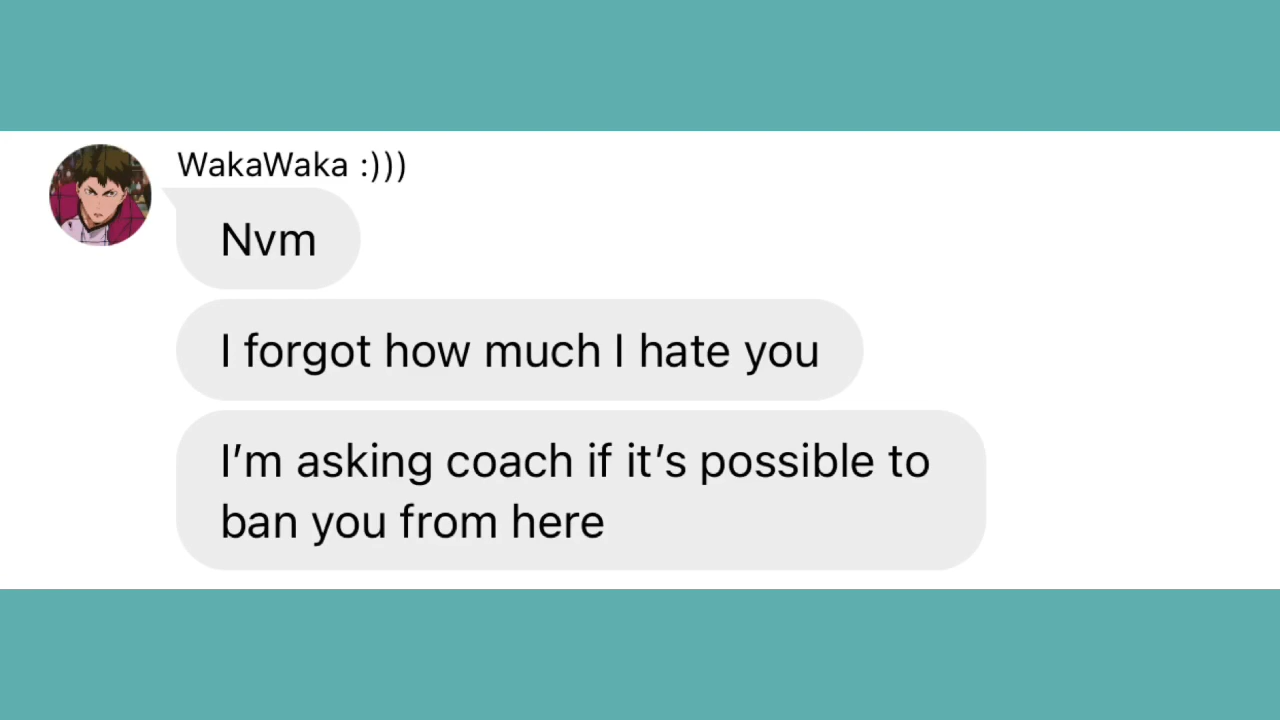 WakaWaka :)))
Nvm
I forgot how much I hate you
I’m asking coach if it’s possible to
ban you from here